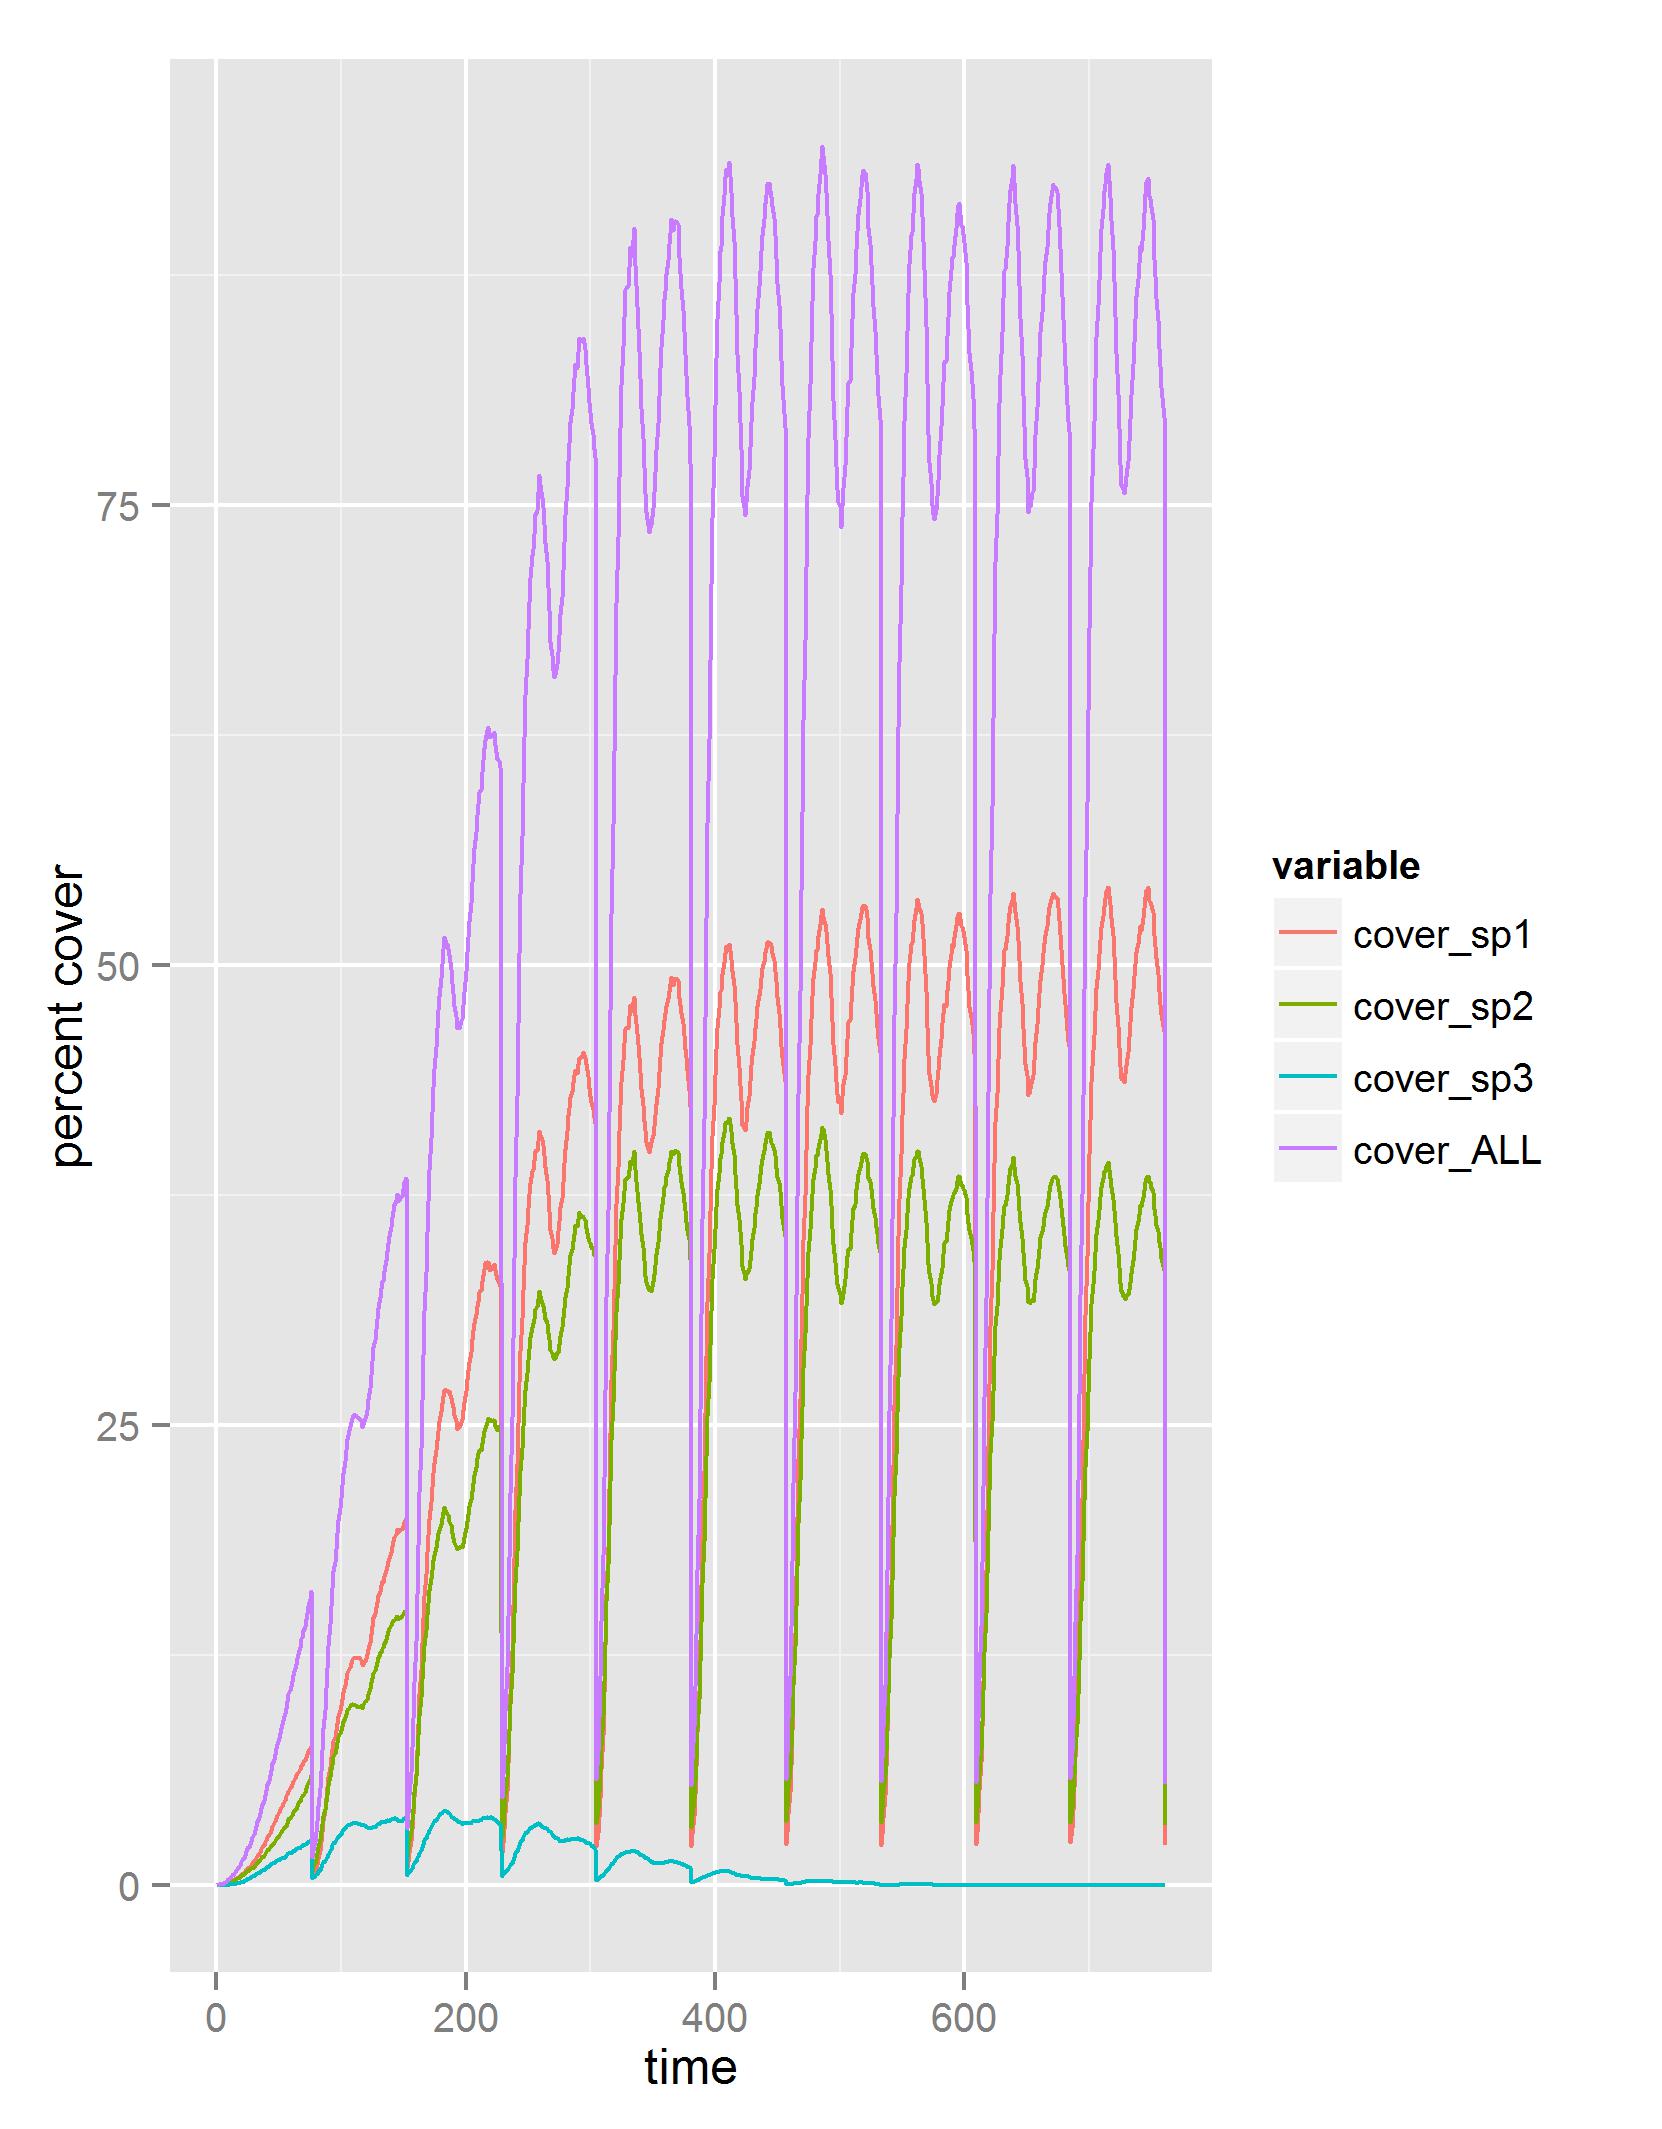 percent cover
75
50
25
0
0 200 400 600
time
variable
cover_sp1
cover_sp2
cover_sp3
cover_ALL